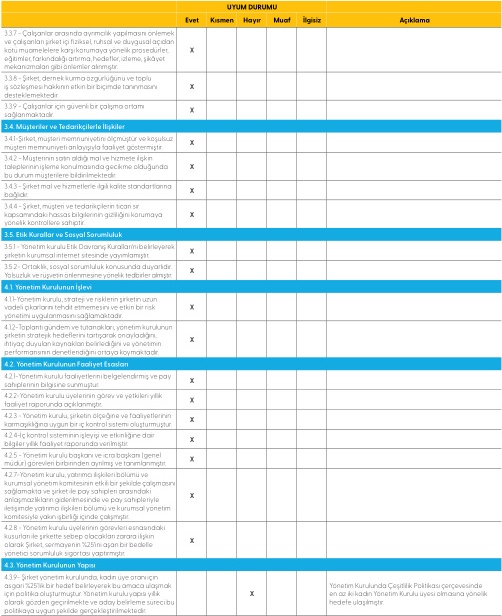 UYUM DURUMU
Evet Kısmen Hayır Muaf İlgisiz Açıklama
3.3.7 - Çalışanlar arasında ayrımcılık yapılmasını önlemek
ve çalışanları şirket içi fiziksel, ruhsal ve duygusal açıdan
kötü muamelelere karşı korumaya yönelik prosedürler,
eğitimler, farkındalığı artırma, hedefler, izleme, şikâyet
mekanizmaları gibi önlemler alınmıştır.
X
3.3.8 - Şirket, dernek kurma özgürlüğünü ve toplu
iş sözleşmesi hakkının etkin bir biçimde tanınmasını
desteklemektedir.
X
3.3.9 - Çalışanlar için güvenli bir çalışma ortamı
sağlanmaktadır.
X
3.4. Müşteriler ve Tedarikçilerle İlişkiler
3.4.1-Şirket, müşteri memnuniyetini ölçmüştür ve koşulsuz
müşteri memnuniyeti anlayışıyla faaliyet göstermiştir.
X
3.4.2 - Müşterinin satın aldığı mal ve hizmete ilişkin
taleplerinin işleme konulmasında gecikme olduğunda
bu durum müşterilere bildirilmektedir.
X
3.4.3 - Şirket mal ve hizmetlerle ilgili kalite standartlarına
bağlıdır.
X
3.4.4 - Şirket, müşteri ve tedarikçilerin ticari sır
kapsamındaki hassas bilgilerinin gizliliğini korumaya
yönelik kontrollere sahiptir.
X
3.5. Etik Kurallar ve Sosyal Sorumluluk
3.5.1 - Yönetim kurulu Etik Davranış Kuralları'nı belirleyerek
şirketin kurumsal internet sitesinde yayımlamıştır.
X
3.5.2- Ortaklık, sosyal sorumluluk konusunda duyarlıdır.
Yolsuzluk ve rüşvetin önlenmesine yönelik tedbirler almıştır.
X
4.1. Yönetim Kurulunun İşlevi
4.1.1-Yönetim kurulu, strateji ve risklerin şirketin uzun
vadeli çıkarlarını tehdit etmemesini ve etkin bir risk
yönetimi uygulanmasını sağlamaktadır.
X
4.1.2-Toplantı gündem ve tutanakları, yönetim kurulunun
şirketin stratejik hedeflerini tartışarak onayladığını,
ihtiyaç duyulan kaynakları belirlediğini ve yönetimin
performansının denetlendiğini ortaya koymaktadır.
X
4.2. Yönetim Kurulunun Faaliyet Esasları
4.2.1-Yönetim kurulu faaliyetlerini belgelendirmiş ve pay
sahiplerinin bilgisine sunmuştur.
X
4.2.2-Yönetim kurulu üyelerinin görev ve yetkileri yıllık
faaliyet raporunda açıklanmıştır.
X
4.2.3 - Yönetim kurulu, şirketin ölçeğine ve faaliyetlerinin
karmaşıklığına uygun bir iç kontrol sistemi oluşturmuştur.
X
4.2.4-İç kontrol sisteminin işleyişi ve etkinliğine dair
bilgiler yıllık faaliyet raporunda verilmiştir.
X
4.2.5 - Yönetim kurulu başkanı ve icra başkanı (genel
müdür) görevleri birbirinden ayrılmış ve tanımlanmıştır.
X
4.2.7-Yönetim kurulu, yatırımcı ilişkileri bölümü ve
kurumsal yönetim komitesinin etkili bir şekilde çalışmasını
sağlamakta ve şirket ile pay sahipleri arasındaki
anlaşmazlıkların giderilmesinde ve pay sahipleriyle
iletişimde yatırımcı ilişkileri bölümü ve kurumsal yönetim
komitesiyle yakın işbirliği içinde çalışmıştır.
X
4.2.8 - Yönetim kurulu üyelerinin görevleri esnasındaki
kusurları ile şirkette sebep olacakları zarara ilişkin
olarak Şirket, sermayenin %25'ini aşan bir bedelle
yönetici sorumluluk sigortası yaptırmıştır.
X
4.3. Yönetim Kurulunun Yapısı
4.3.9- Şirket yönetim kurulunda, kadın üye oranı için
asgari %25'lik bir hedef belirleyerek bu amaca ulaşmak
için politika oluşturmuştur. Yönetim kurulu yapısı yıllık
olarak gözden geçirilmekte ve aday belirleme süreci bu
politikaya uygun şekilde gerçekleştirilmektedir.
X
Yönetim Kurulunda Çeşitlilik Politikası çerçevesinde
en az iki kadın Yönetim Kurulu üyesi olmasına yönelik
hedefe ulaşılmıştır.